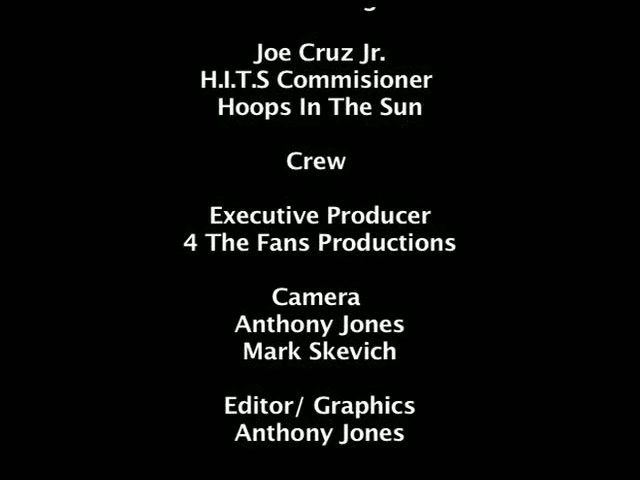 Joe Cruz Jr.
H.I.T.S Commisioner
Hoops In The Sun
Crew
Executive Producer
4 The Fans Productions
Camera
Anthony Jones
Mark Skevich
Editor/ Graphics
Anthony Jones